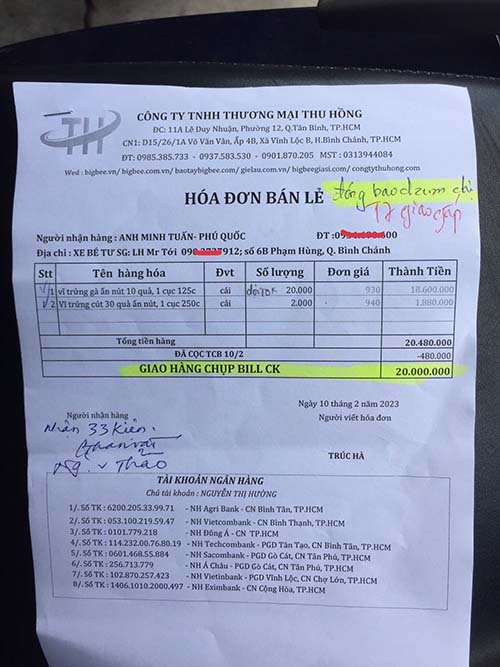 TH
CÔNG TY TNHH THƯƠNG MẠI THU HỒNG
ĐC: 11A Lê Duy Nhuận, Phường 12, Q.Tân Bình, TP.HCM
CN1: D15/26/1A Võ Văn Vân, Ấp 4B, Xã Vĩnh Lộc B, H.Bình Chánh, TP.HCM
ĐT: 0985.385.733 - 0937.583.530 - 0901.870.205 MST: 0313944084
Wed : bigbee.vn/ bigbee.com.vn/ baotaybigbee.com/ gielau.com.vn/ bigbeegiasi.com/ congtythuhong.com
HÓA ĐƠN BÁN LẺ đóng bao
giao gấp
Người nhận hàng : ANH MINH TUẤN- PHÚ QUỐC ĐT :
Địa chỉ : XE BÉ TƯ SG: LH Mr Tới 912; số 6B Phạm Hùng, Q. Bình Chánh
Stt Tên hàng hóa Đvt Số lượng Đơn giá Thành Tiền
1 vỉ trứng gà ấn nút 10 quả, 1 cục 125c cái 20.000 930 18.600.000
2 Vỉ trứng cút 30 quả ấn nút, 1 cục 250c cái 2.000 940 1.880.000
Tổng tiền hàng 20.480.000
ĐÃ CỌC TCB 10/2 -480.000
GIAO HÀNG CHỤP BILL CK 20.000.000
Ngày 10 tháng 2 năm 2023
Người nhận hàng Người viết hóa đơn
Nhận 33 kiện
Thao
TRÚC HÀ
TÀI KHOẢN NGÂN HÀNG
Chủ tài khoản : NGUYỄN THỊ HƯỜNG
1/. Số TK : 6200.205.33.99.71 - NH Agri Bank - CN Bình Tân, TP.HCM
2/. Số TK : 053.100.219.59.47 - NH Vietcombank - CN Bình Thạnh, TP.HCM
3/. Số TK : 0101.779.218 - NH Đông Á - CN TP.HCM
4/. Số TK : 114.232.00.76.80.19 - NH Techcombank - PGD Tân Tạo, CN Bình Tân, TP.HCM
5/. Số TK : 0601.468.55.884 - NH Sacombank - PGD Gò Cát, CN Tân Phú, TP.HCM
6/. Số TK : 256.713.779 - NH Á Châu - PGD Gò Cát, CN Tân Phú, TP.HCM
7/. Số TK : 102.870.257.423 - NH Vietinbank - PGD Vĩnh Lộc, CN Chợ Lớn, TP.HCM
8/. Số TK : 1406.1010.2000.497 - NH Eximbank - CN Cộng Hòa, TP.HCM